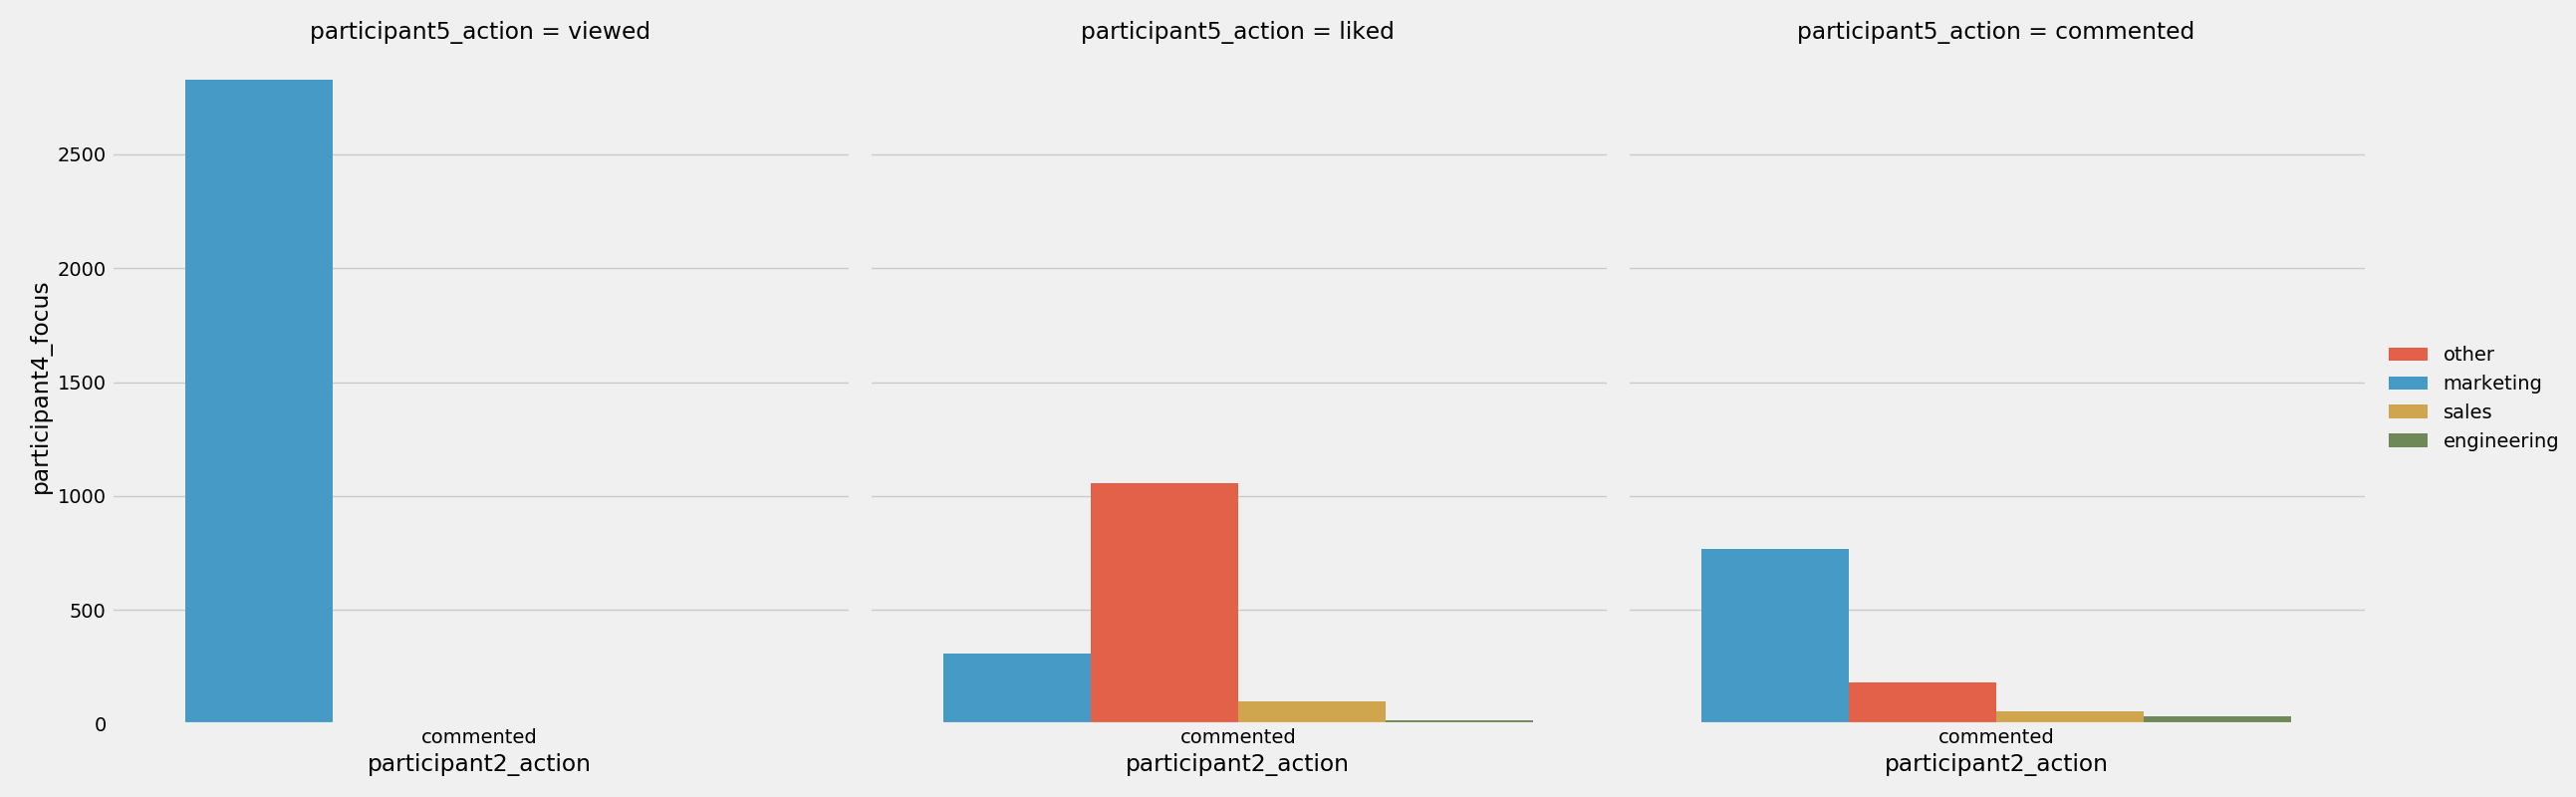 participant5_action = viewed
participant5_action = liked
participant5_action = commented
participant4_focus
2500
2000
1500
1000
500
0
commented
commented
commented
participant2_action
participant2_action
participant2_action
other
marketing
sales
engineering